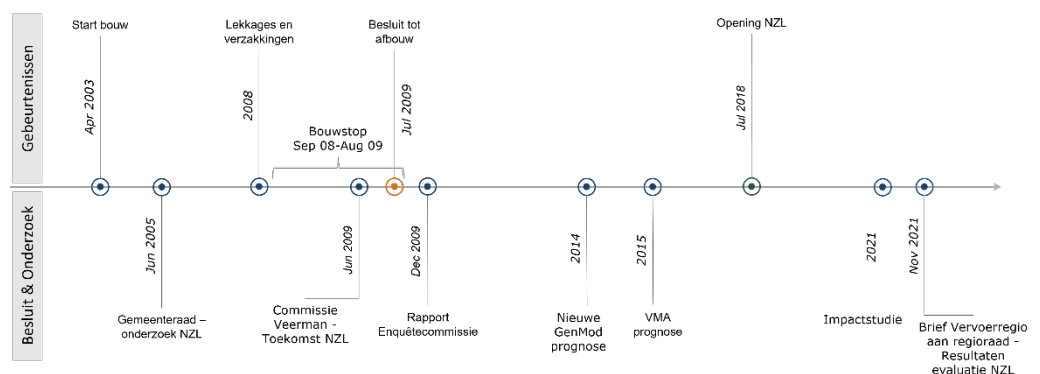 Gebeurtenissen
Start bouw
Apr 2003
Lekkages en
verzakkingen
2008
Bouwstop
Sep 08-Aug 09
Besluit tot
afbouw
Jul 2009
Opening NZL
Jul 2018
Besluit & Onderzoek
Jun 2005
Gemeenteraad –
onderzoek NZL
Jun 2009
Commissie
Veerman -
Toekomst NZL
Dec 2009
Rapport
Enquêtecommissie
2014
Nieuwe
GenMod
prognose
2015
VMA
prognose
2021
Impactstudie
Nov 2021
Brief Vervoerregio
aan regioraad -
Resultaten
evaluatie NZL